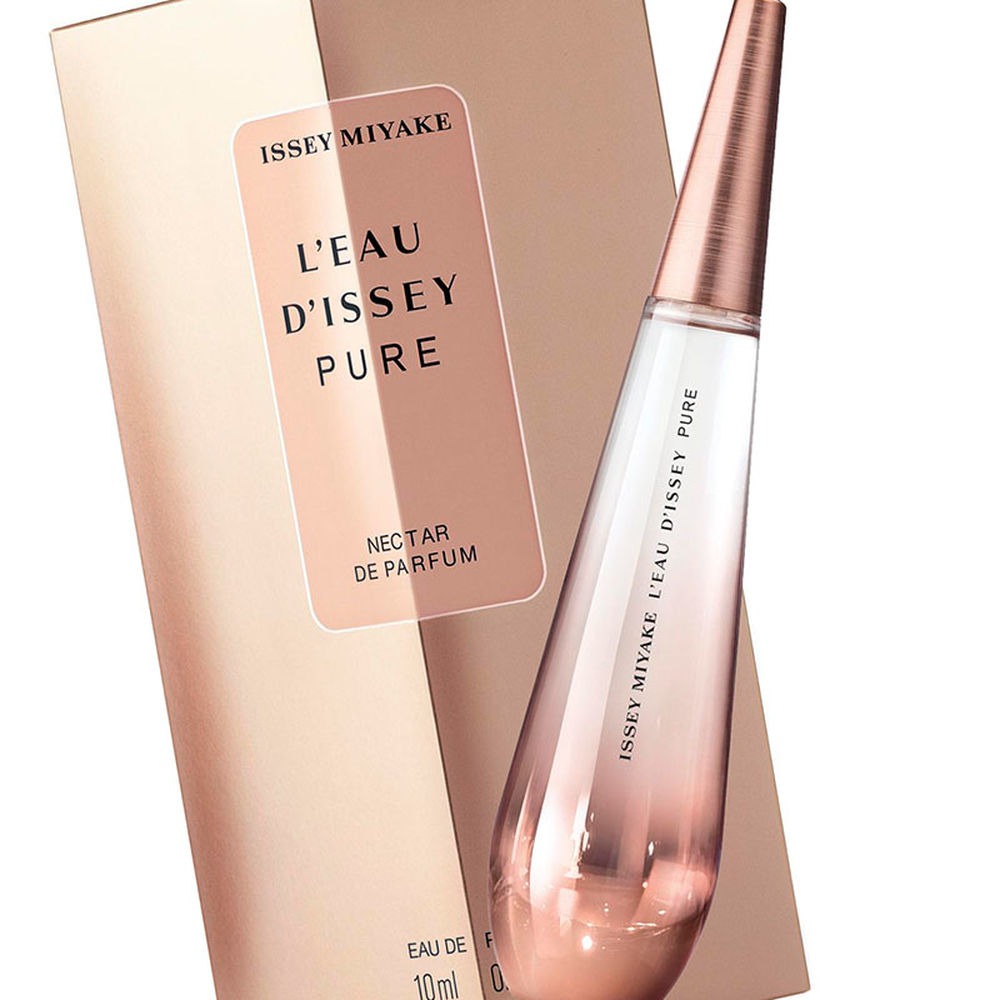 ISSEY MIYAKE
L'EAU
D'ISSEY
PURE
NECTAR
DE PARFUM
EAU DE
10ml
ISSEY MIYAKE L'EAU D'ISSEY PURE